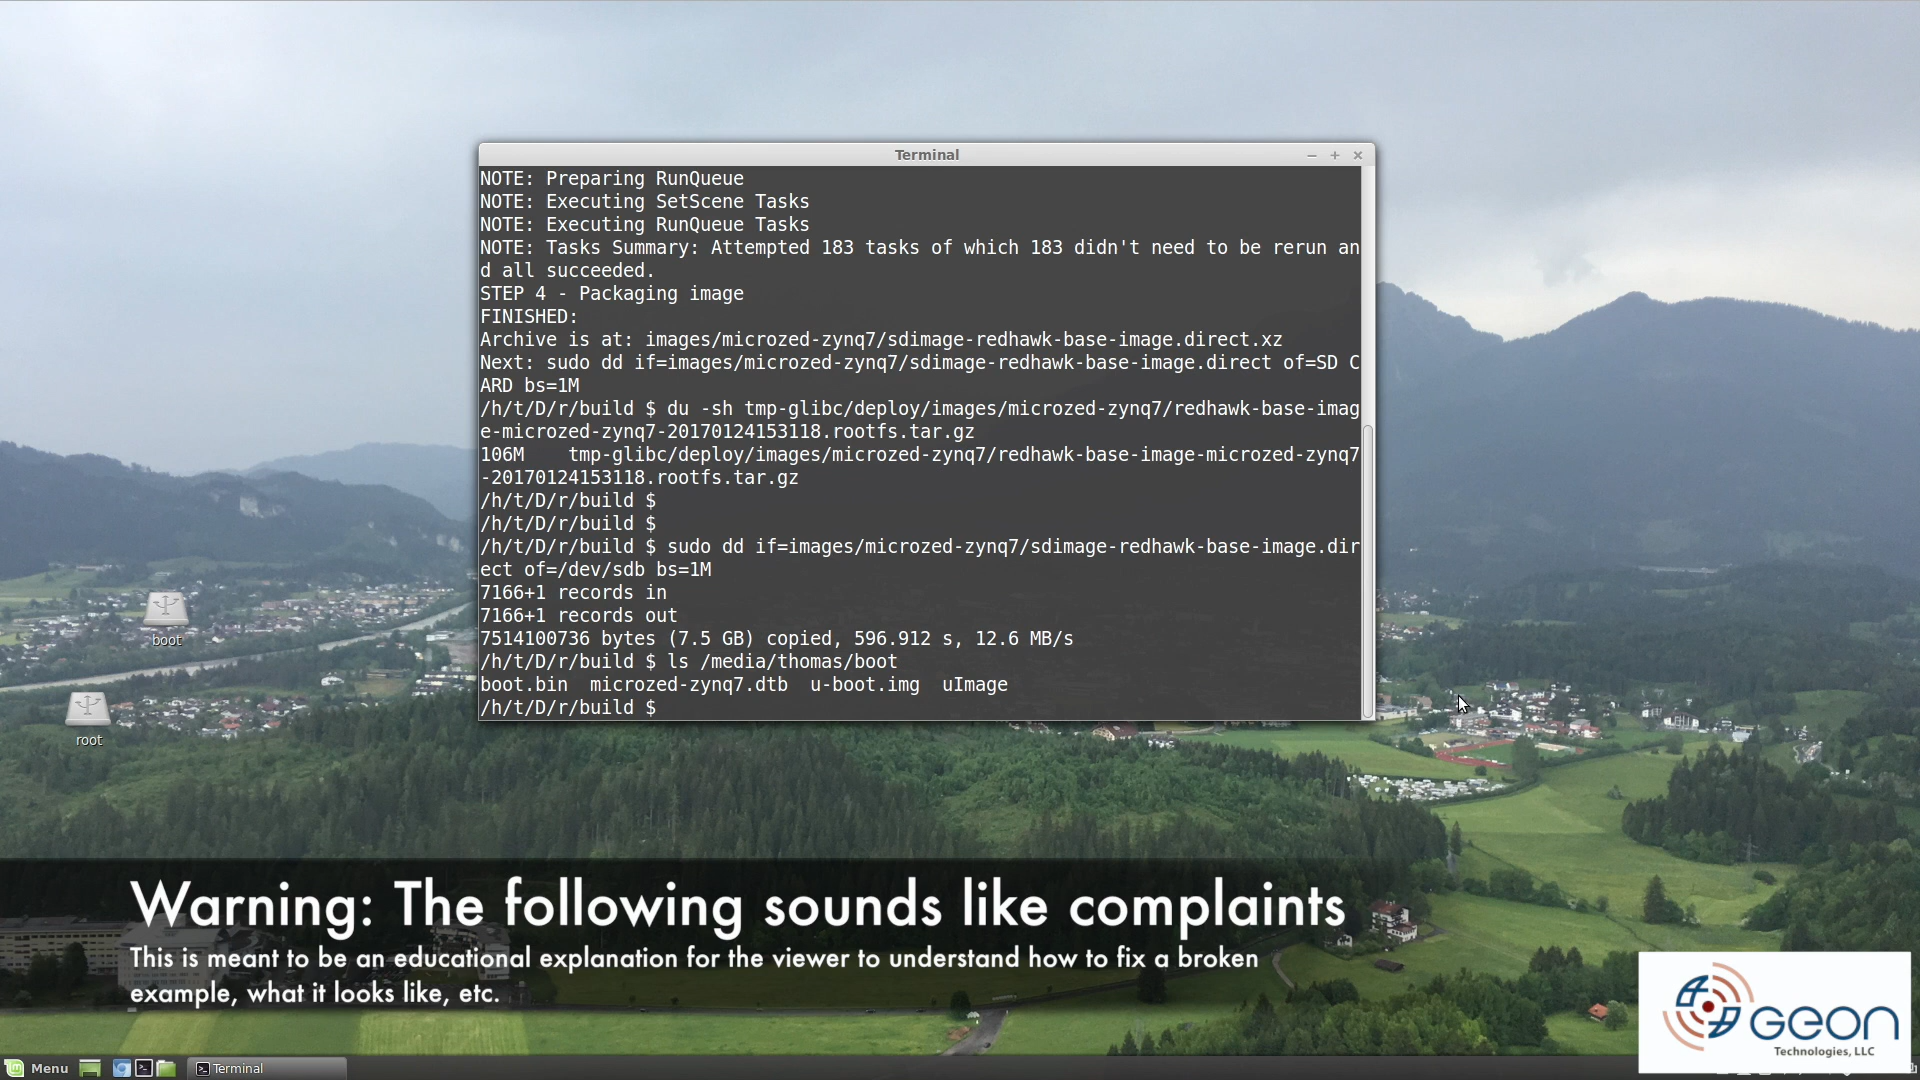 Terminal
NOTE: Preparing RunQueue
NOTE: Executing SetScene Tasks
NOTE: Executing RunQueue Tasks
NOTE: Tasks Summary: Attempted 183 tasks of which 183 didn't need to be rerun an
d all succeeded.
STEP 4 - Packaging image
FINISHED:
Archive is at: images/microzed-zynq7/sdimage-redhawk-base-image.direct.xz
Next: sudo dd if=images/microzed-zynq7/sdimage-redhawk-base-image.direct of=SD C
ARD bs=1M
/h/t/D/r/build $ du -sh tmp-glibc/deploy/images/microzed-zynq7/redhawk-base-imag
e-microzed-zynq7-20170124153118.rootfs.tar.gz
106M    tmp-glibc/deploy/images/microzed-zynq7/redhawk-base-image-microzed-zynq7
-20170124153118.rootfs.tar.gz
/h/t/D/r/build $
/h/t/D/r/build $
/h/t/D/r/build $ sudo dd if=images/microzed-zynq7/sdimage-redhawk-base-image.dir
ect of=/dev/sdb bs=1M
7166+1 records in
7166+1 records out
7514100736 bytes (7.5 GB) copied, 596.912 s, 12.6 MB/s
/h/t/D/r/build $ ls /media/thomas/boot
boot.bin  microzed-zynq7.dtb  u-boot.img  uImage
/h/t/D/r/build $
boot
root
Warning: The following sounds like complaints
This is meant to be an educational explanation for the viewer to understand how to fix a broken
example, what it looks like, etc.
GEON
Technologies, LLC
Menu
Terminal